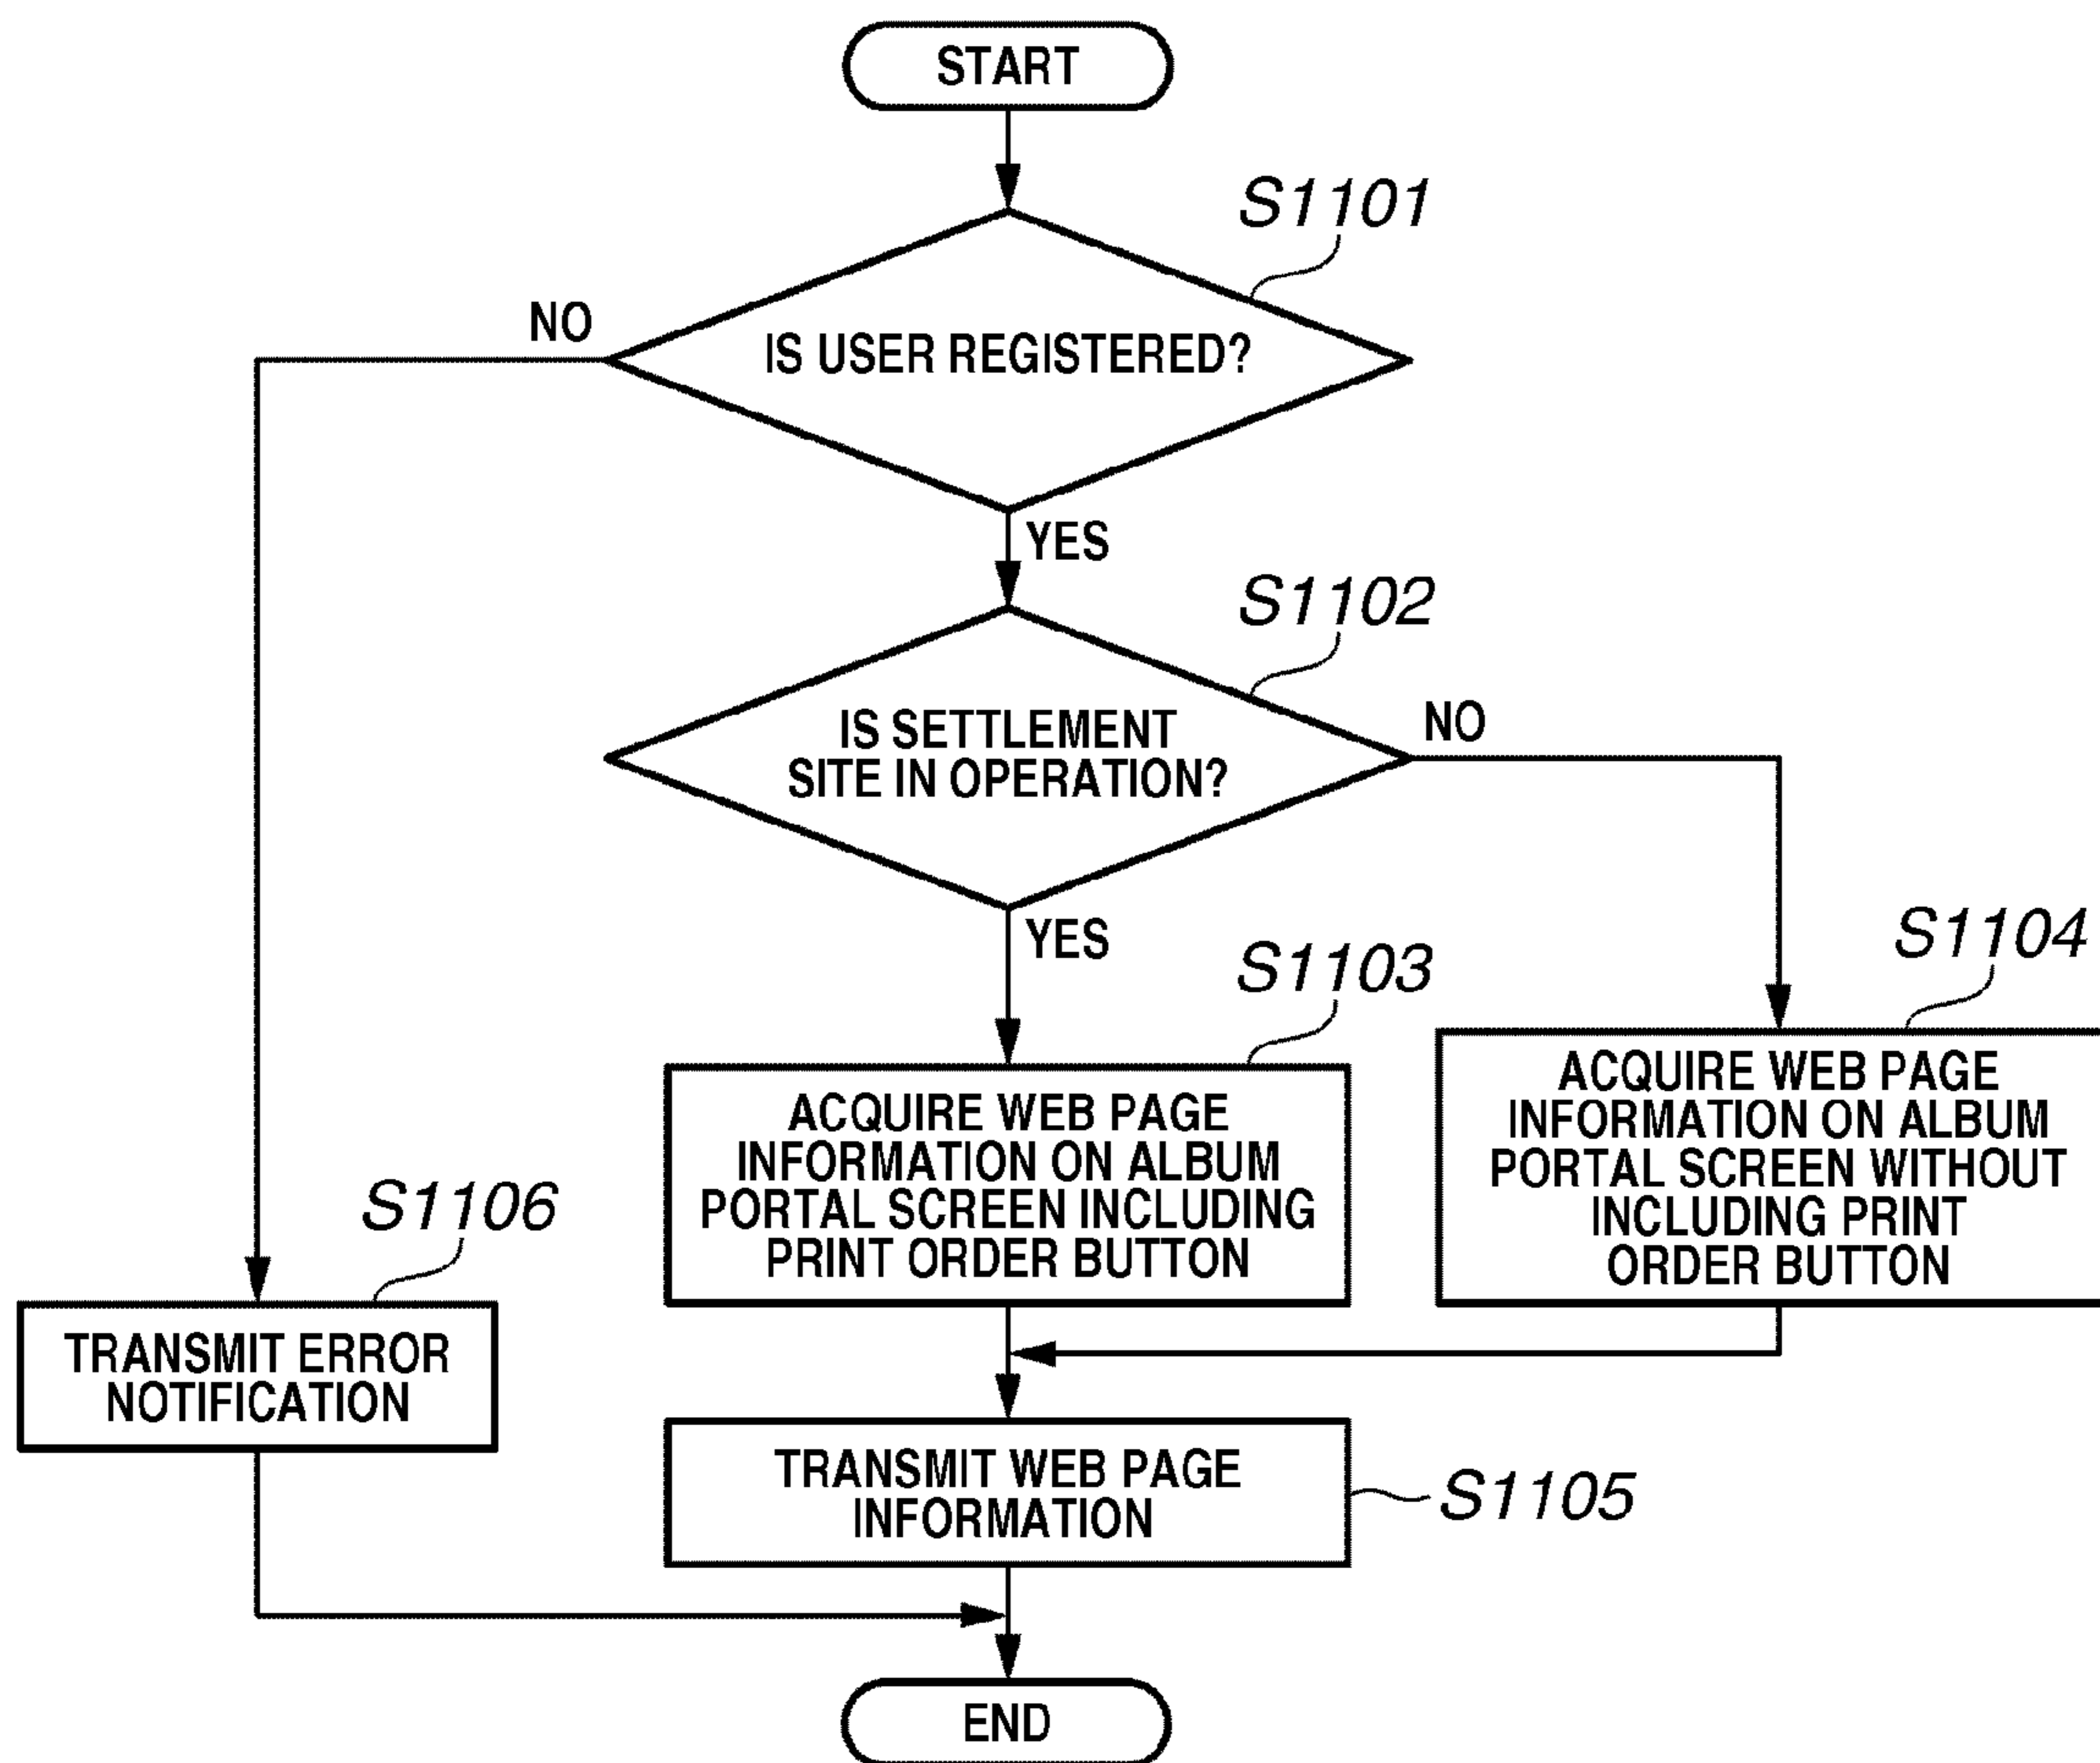 START
S1101
NO
IS USER REGISTERED?
YES
S1102
IS SETTLEMENT
SITE IN OPERATION?
NO
YES
S1103
S1104
ACQUIRE WEB PAGE
INFORMATION ON ALBUM
PORTAL SCREEN INCLUDING
PRINT ORDER BUTTON
ACQUIRE WEB PAGE
INFORMATION ON ALBUM
PORTAL SCREEN WITHOUT
INCLUDING PRINT
ORDER BUTTON
S1106
TRANSMIT ERROR
NOTIFICATION
TRANSMIT WEB PAGE
INFORMATION
S1105
END